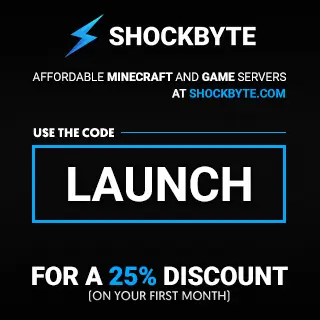 SHOCKBYTE
AFFORDABLE MINECRAFT AND GAME SERVERS
AT SHOCKBYTE.COM
USE THE CODE
LAUNCH
FOR A 25% DISCOUNT
(ON YOUR FIRST MONTH)